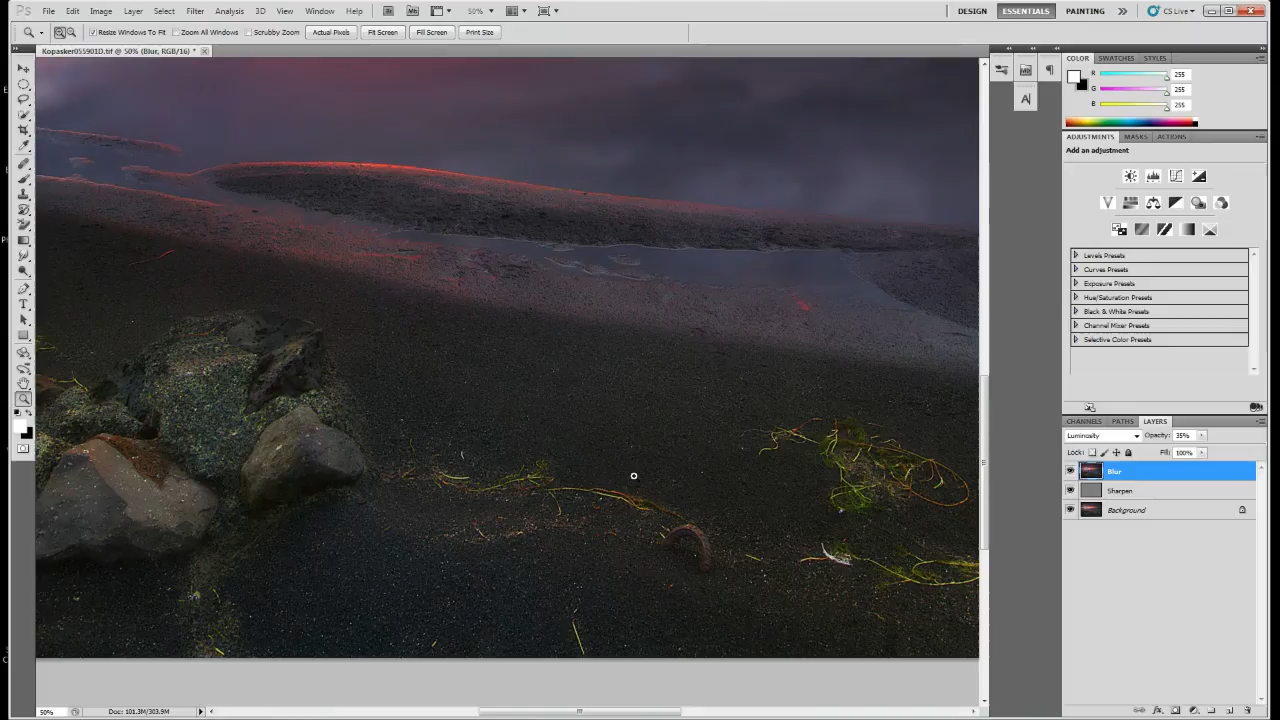 Ps File Edit Image Layer Select Filter Analysis 3D View Window Help Br Mb 50% DESIGN ESSENTIALS PAINTING CS Live
Resize Windows To Fit Zoom All Windows Scrubby Zoom Actual Pixels Fit Screen Fill Screen Print Size
Kopasker055901D.tif @ 50% (Blur, RGB/16) *
COLOR SWATCHES STYLES
R 255
G 255
B 255
ADJUSTMENTS MASKS ACTIONS
Add an adjustment
Levels Presets
Curves Presets
Exposure Presets
Hue/Saturation Presets
Black & White Presets
Channel Mixer Presets
Selective Color Presets
CHANNELS PATHS LAYERS
Luminosity Opacity: 35%
Lock: Fill: 100%
Blur
Sharpen
Background
50% Doc: 101.3M/303.9M